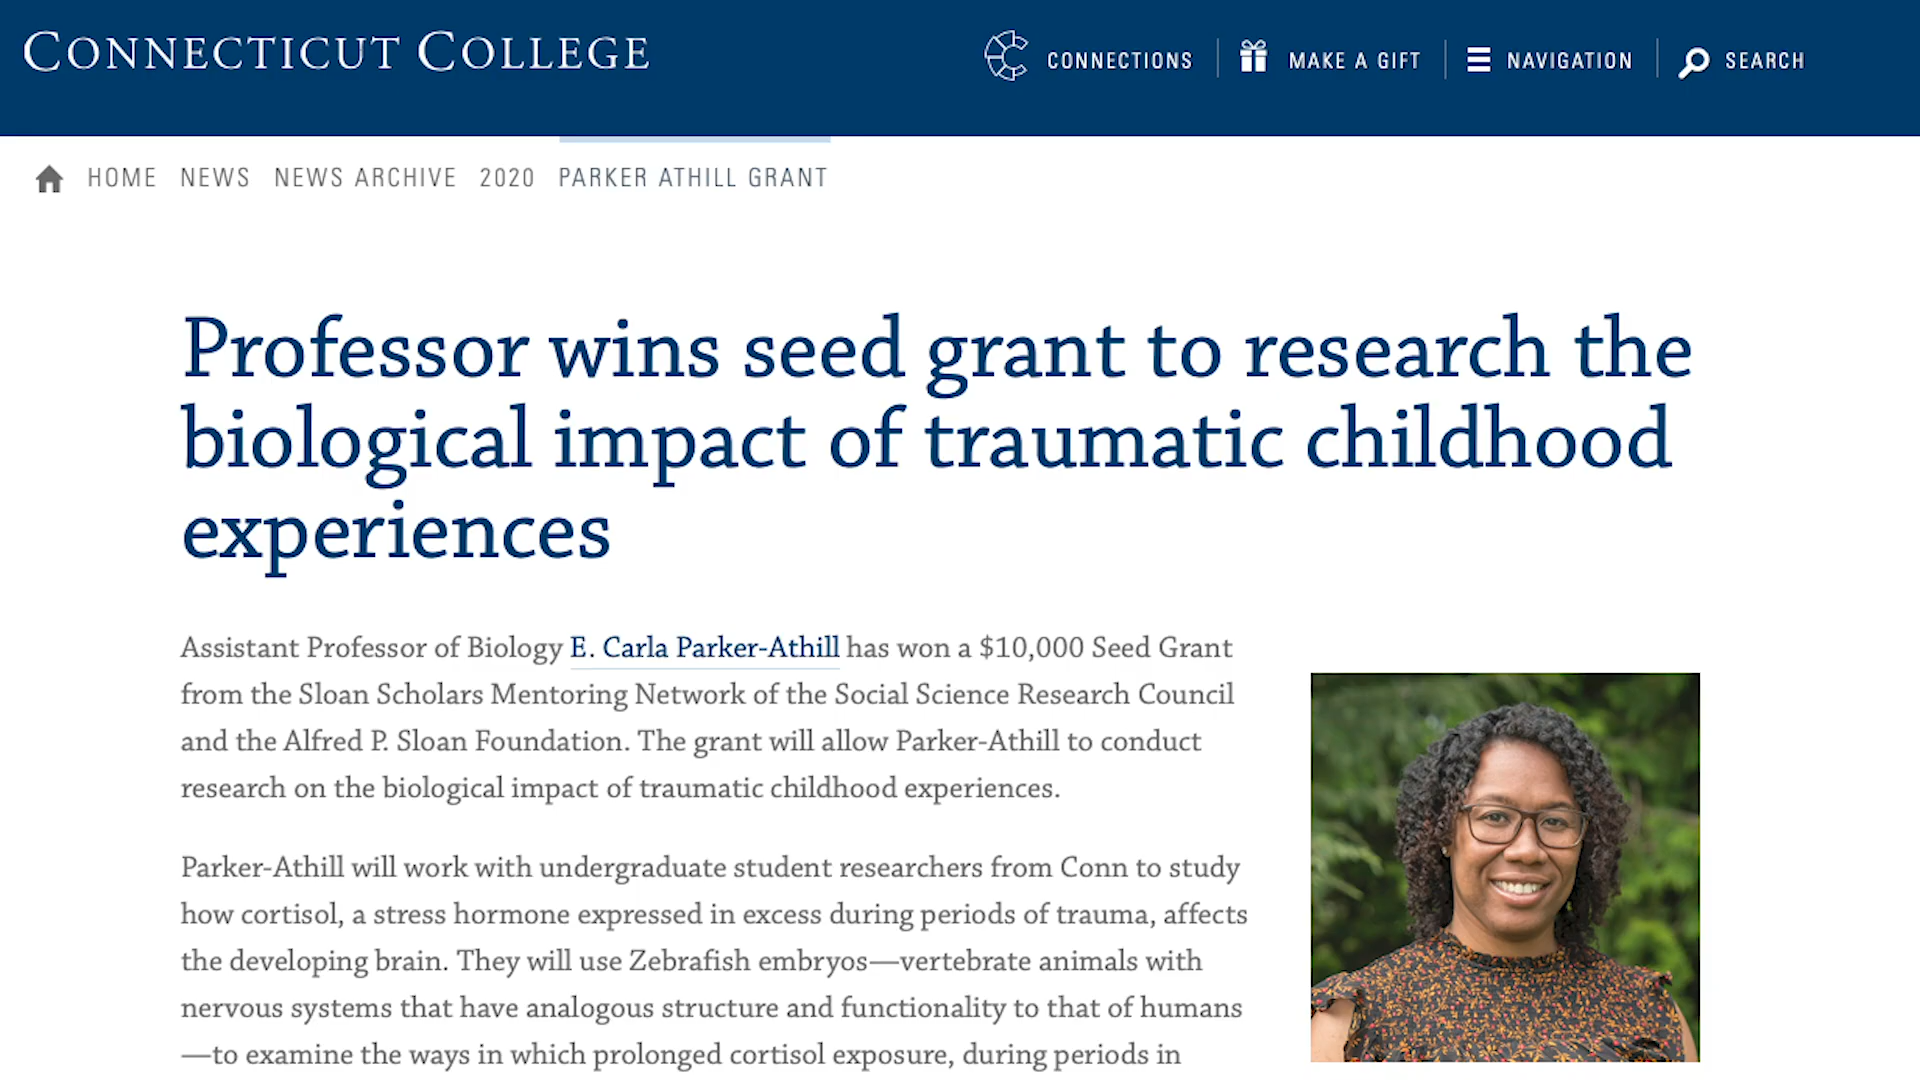 CONNECTICUT COLLEGE
CONNECTIONS
MAKE A GIFT
NAVIGATION
SEARCH
HOME NEWS NEWS ARCHIVE 2020 PARKER ATHILL GRANT
Professor wins seed grant to research the
biological impact of traumatic childhood
experiences
Assistant Professor of Biology E. Carla Parker-Athill has won a $10,000 Seed Grant
from the Sloan Scholars Mentoring Network of the Social Science Research Council
and the Alfred P. Sloan Foundation. The grant will allow Parker-Athill to conduct
research on the biological impact of traumatic childhood experiences.
Parker-Athill will work with undergraduate student researchers from Conn to study
how cortisol, a stress hormone expressed in excess during periods of trauma, affects
the developing brain. They will use Zebrafish embryos—vertebrate animals with
nervous systems that have analogous structure and functionality to that of humans
—to examine the ways in which prolonged cortisol exposure, during periods in